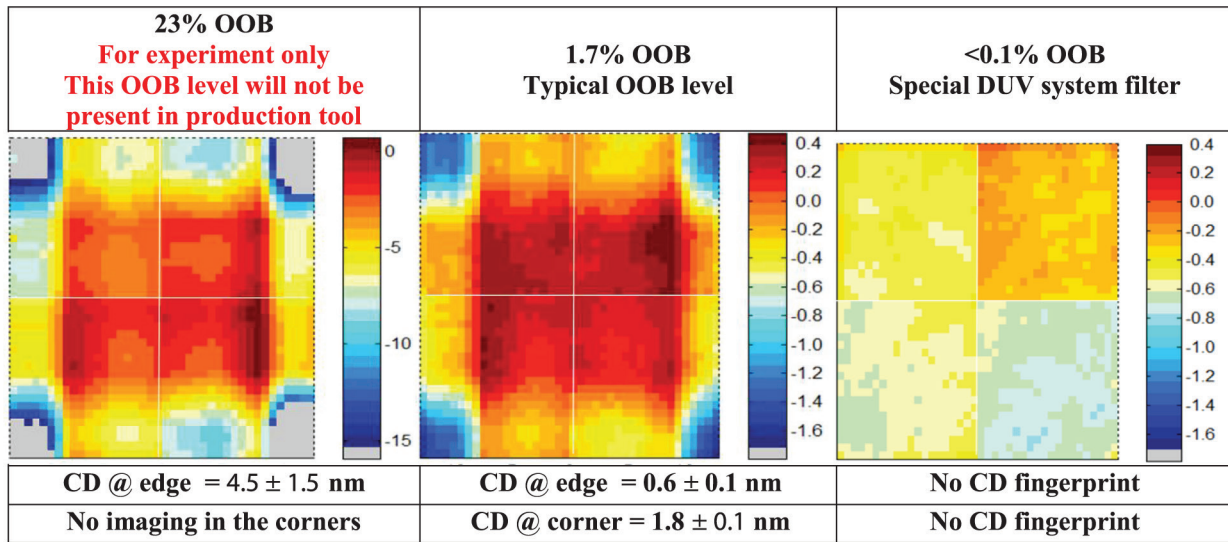 23% OOB
For experiment only
This OOB level will not be
present in production tool
1.7% OOB
Typical OOB level
<0.1% OOB
Special DUV system filter
0
-5
-10
-15
0.4
0.2
0.0
-0.2
-0.4
-0.6
-0.8
-1.0
-1.2
-1.4
-1.6
0.4
0.2
0.0
-0.2
-0.4
-0.6
-0.8
-1.0
-1.2
-1.4
-1.6
CD @ edge = 4.5 ± 1.5 nm
CD @ edge = 0.6 ± 0.1 nm
No CD fingerprint
No imaging in the corners
CD @ corner = 1.8 ± 0.1 nm
No CD fingerprint